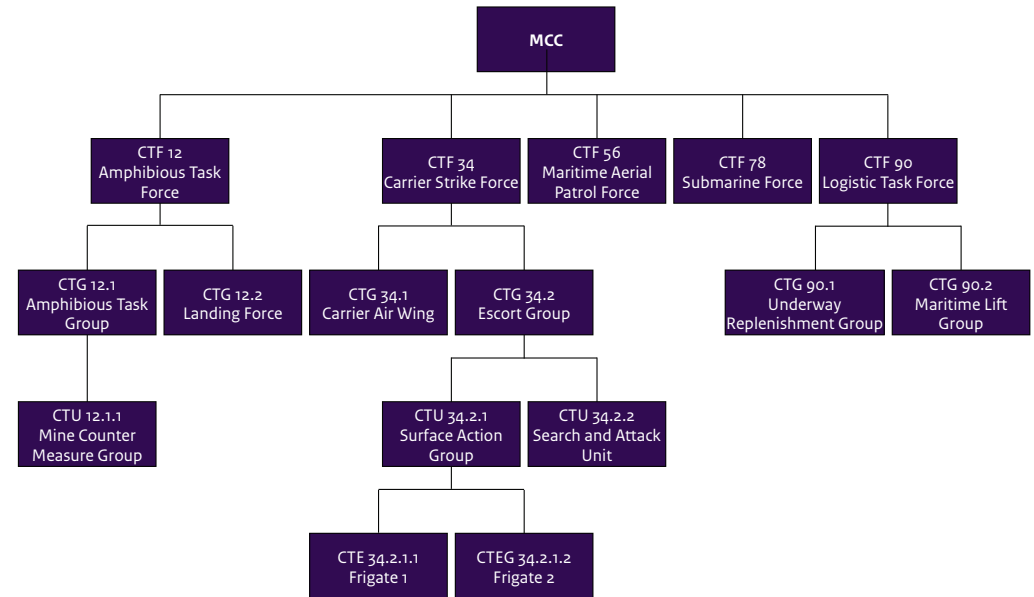 MCC
CTF 12
Amphibious Task
Force
CTF 34
Carrier Strike Force
CTF 56
Maritime Aerial
Patrol Force
CTF 78
Submarine Force
CTF 90
Logistic Task Force
CTG 12.1
Amphibious Task
Group
CTG 12.2
Landing Force
CTG 34.1
Carrier Air Wing
CTG 34.2
Escort Group
CTG 90.1
Underway
Replenishment Group
CTG 90.2
Maritime Lift
Group
CTU 12.1.1
Mine Counter
Measure Group
CTU 34.2.1
Surface Action
Group
CTU 34.2.2
Search and Attack
Unit
CTE 34.2.1.1
Frigate 1
CTEG 34.2.1.2
Frigate 2